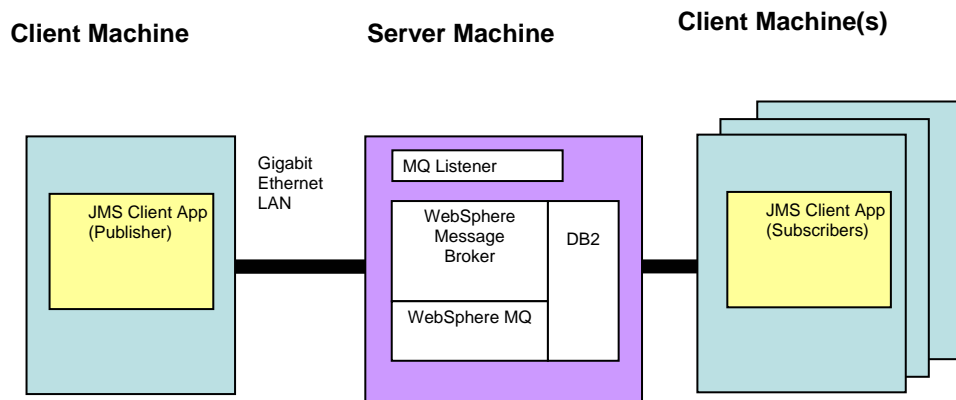 Client Machine
Server Machine
Client Machine(s)
Gigabit
Ethernet
LAN
JMS Client App
(Publisher)
MQ Listener
WebSphere
Message
Broker
DB2
WebSphere MQ
JMS Client App
(Subscribers)